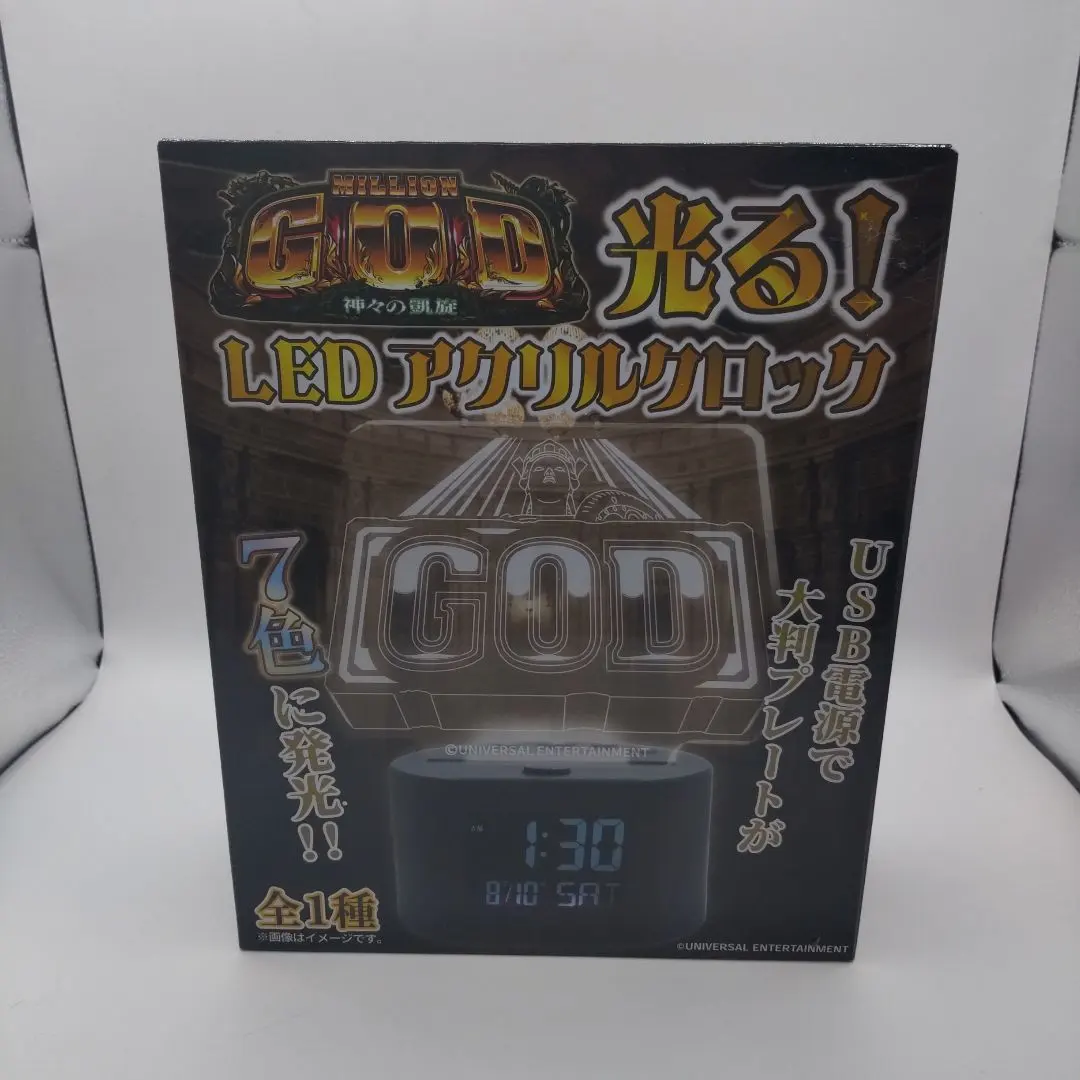 MILLION
GOD
神々の凱旋
光る!
LED アクリルクロック
GOD
USB電源で
大判プレートが
7色に発光!!
©UNIVERSAL ENTERTAINMENT
AM
1:30
8/10 SAT
全1種
※画像はイメージです。
©UNIVERSAL ENTERTAINMENT